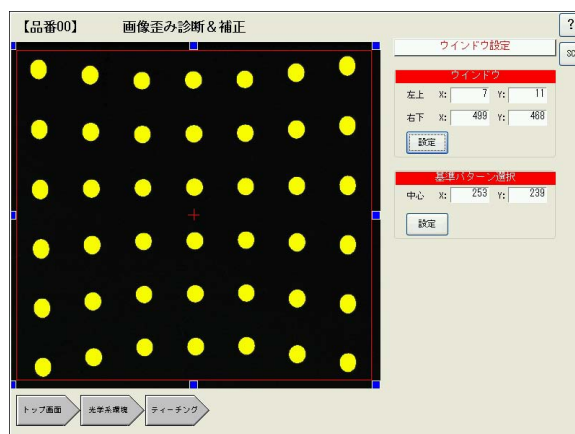 【品番00】 画像歪み診断＆補正
?
SC
ウインドウ設定
ウインドウ
左上 X: 7 Y: 11
右下 X: 499 Y: 468
設定
基準パターン選択
中心 X: 253 Y: 239
設定
トップ画面 光学系環境 ティーチング